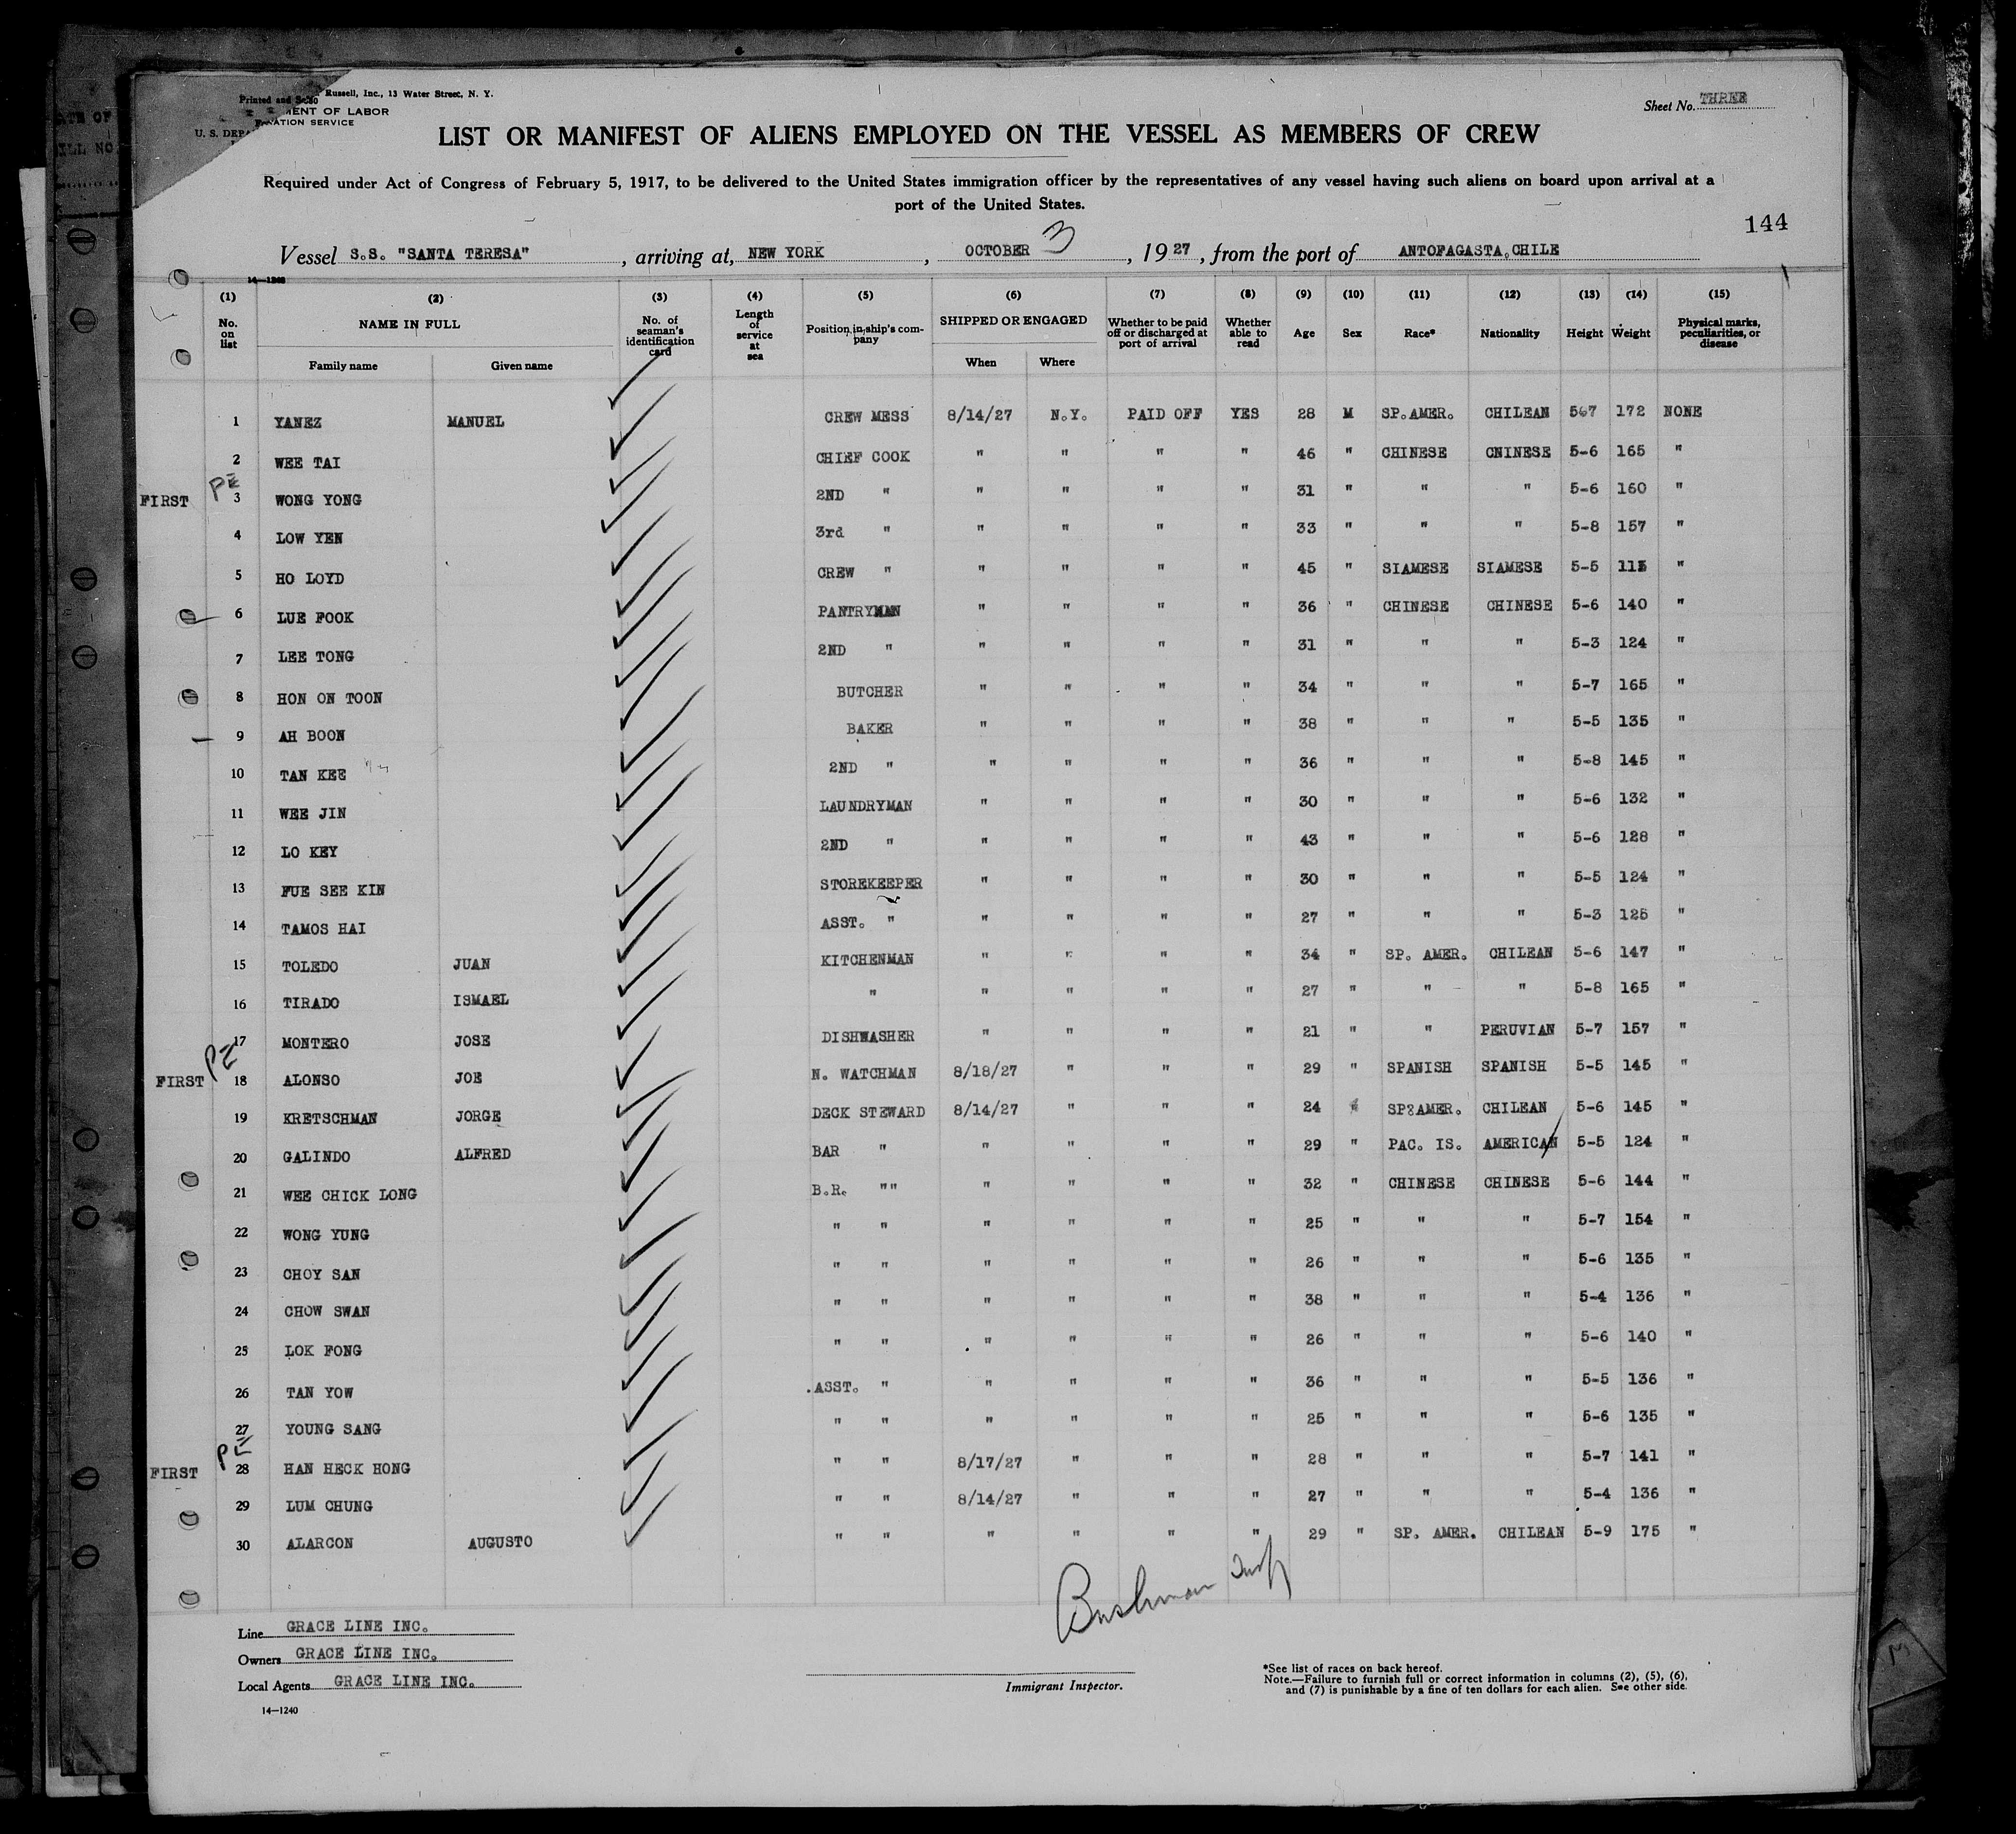 Printed and Sold Russell, Inc., 13 Water Street, N. Y.
MENT OF LABOR
U. S. DEPA
RATION SERVICE
Sheet No. THREE
LIST OR MANIFEST OF ALIENS EMPLOYED ON THE VESSEL AS MEMBERS OF CREW
Required under Act of Congress of February 5, 1917, to be delivered to the United States immigration officer by the representatives of any vessel having such aliens on board upon arrival at a
port of the United States.
144
Vessel S.S. "SANTA TERESA" , arriving at, NEW YORK , OCTOBER 3 , 1927 , from the port of ANTOFAGASTA,CHILE
(1) No. on list
(2) NAME IN FULL Family name Given name
(3) No. of seaman's identification card
(4) Length of service at sea
(5) Position in ship's company
(6) SHIPPED OR ENGAGED When Where
(7) Whether to be paid off or discharged at port of arrival
(8) Whether able to read
(9) Age
(10) Sex
(11) Race*
(12) Nationality
(13) Height
(14) Weight
(15) Physical marks, peculiarities, or disease
1 YANEZ MANUEL CREW MESS 8/14/27 N.Y. PAID OFF YES 28 M SP.AMER. CHILEAN 567 172 NONE
2 WEE TAI CHIEF COOK " " " " 46 " CHINESE CNINESE 5-6 165 "
FIRST PE 3 WONG YONG 2ND " " " " " 31 " " " 5-6 160 "
4 LOW YEN 3rd " " " " " 33 " " " 5-8 157 "
5 HO LOYD CREW " " " " " 45 " SIAMESE SIAMESE 5-5 115 "
6 LUE FOOK PANTRYMAN " " " " 36 " CHINESE CHINESE 5-6 140 "
7 LEE TONG 2ND " " " " " 31 " " " 5-3 124 "
8 HON ON TOON BUTCHER " " " " 34 " " " 5-7 165 "
9 AH BOON BAKER " " " " 38 " " " 5-5 135 "
10 TAN KEE 2ND " " " " " 36 " " " 5-8 145 "
11 WEE JIN LAUNDRYMAN " " " " 30 " " " 5-6 132 "
12 LO KEY 2ND " " " " " 43 " " " 5-6 128 "
13 FUE SEE KIN STOREKEEPER " " " " 30 " " " 5-5 124 "
14 TAMOS HAI ASST. " " " " " 27 " " " 5-3 125 "
15 TOLEDO JUAN KITCHENMAN " " " " 34 " SP. AMER. CHILEAN 5-6 147 "
16 TIRADO ISMAEL " " " " " 27 " " " 5-8 165 "
17 MONTERO JOSE DISHWASHER " " " " 21 " " PERUVIAN 5-7 157 "
FIRST PE 18 ALONSO JOE N. WATCHMAN 8/18/27 " " " 29 " SPANISH SPANISH 5-5 145 "
19 KRETSCHMAN JORGE DECK STEWARD 8/14/27 " " " 24 " SP.AMER. CHILEAN 5-6 145 "
20 GALINDO ALFRED BAR " " " " " 29 " PAC. IS. AMERICAN 5-5 124 "
21 WEE CHICK LONG B.R. "" " " " " 32 " CHINESE CHINESE 5-6 144 "
22 WONG YUNG " " " " " " 25 " " " 5-7 154 "
23 CHOY SAN " " " " " " 26 " " " 5-6 135 "
24 CHOW SWAN " " " " " " 38 " " " 5-4 136 "
25 LOK FONG " " " " " " 26 " " " 5-6 140 "
26 TAN YOW .ASST. " " " " " 36 " " " 5-5 136 "
27 YOUNG SANG " " " " " " 25 " " " 5-6 135 "
FIRST PE 28 HAN HECK HONG " " 8/17/27 " " " 28 " " " 5-7 141 "
29 LUM CHUNG " " 8/14/27 " " " 27 " " " 5-4 136 "
30 ALARCON AUGUSTO " " " " " " 29 " SP. AMER. CHILEAN 5-9 175 "
Bushman Insp
Line GRACE LINE INC.
Owners GRACE LINE INC.
Local Agents GRACE LINE INC.
Immigrant Inspector.
*See list of races on back hereof.
Note.—Failure to furnish full or correct information in columns (2), (5), (6),
and (7) is punishable by a fine of ten dollars for each alien. See other side.
14—1240